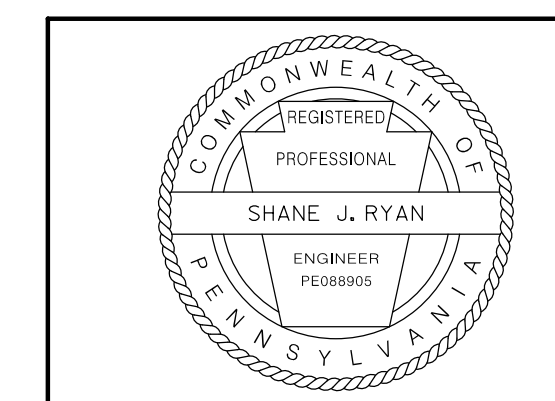 COMMONWEALTH OF
REGISTERED
PROFESSIONAL
SHANE J. RYAN
ENGINEER
PE088905
PENNSYLVANIA